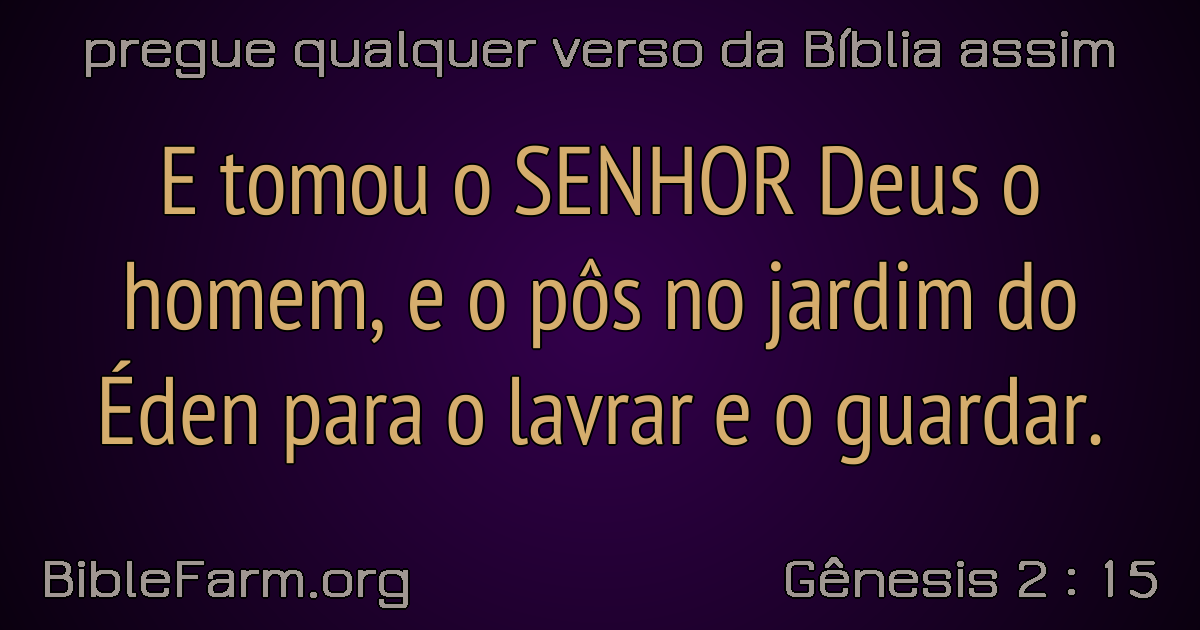 pregue qualquer verso da Bíblia assim
E tomou o SENHOR Deus o
homem, e o pôs no jardim do
Éden para o lavrar e o guardar.
BibleFarm.org
Gênesis 2 : 15